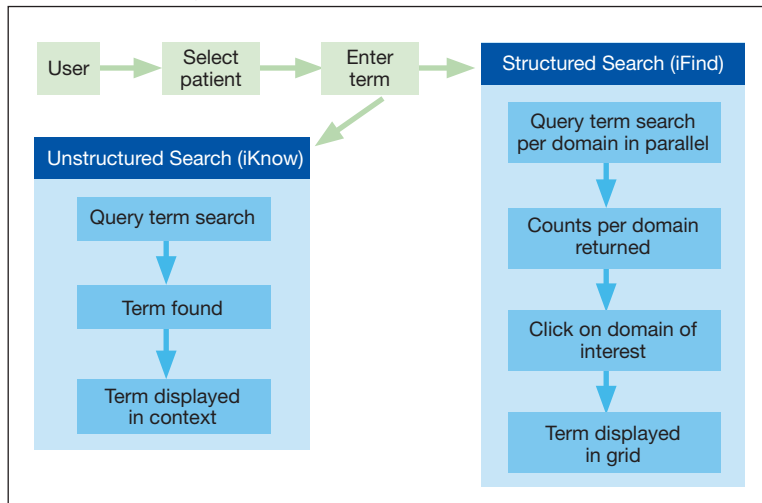 User
Select
patient
Enter
term
Structured Search (iFind)
Query term search
per domain in parallel
Counts per domain
returned
Click on domain of
interest
Term displayed
in grid
Unstructured Search (iKnow)
Query term search
Term found
Term displayed
in context